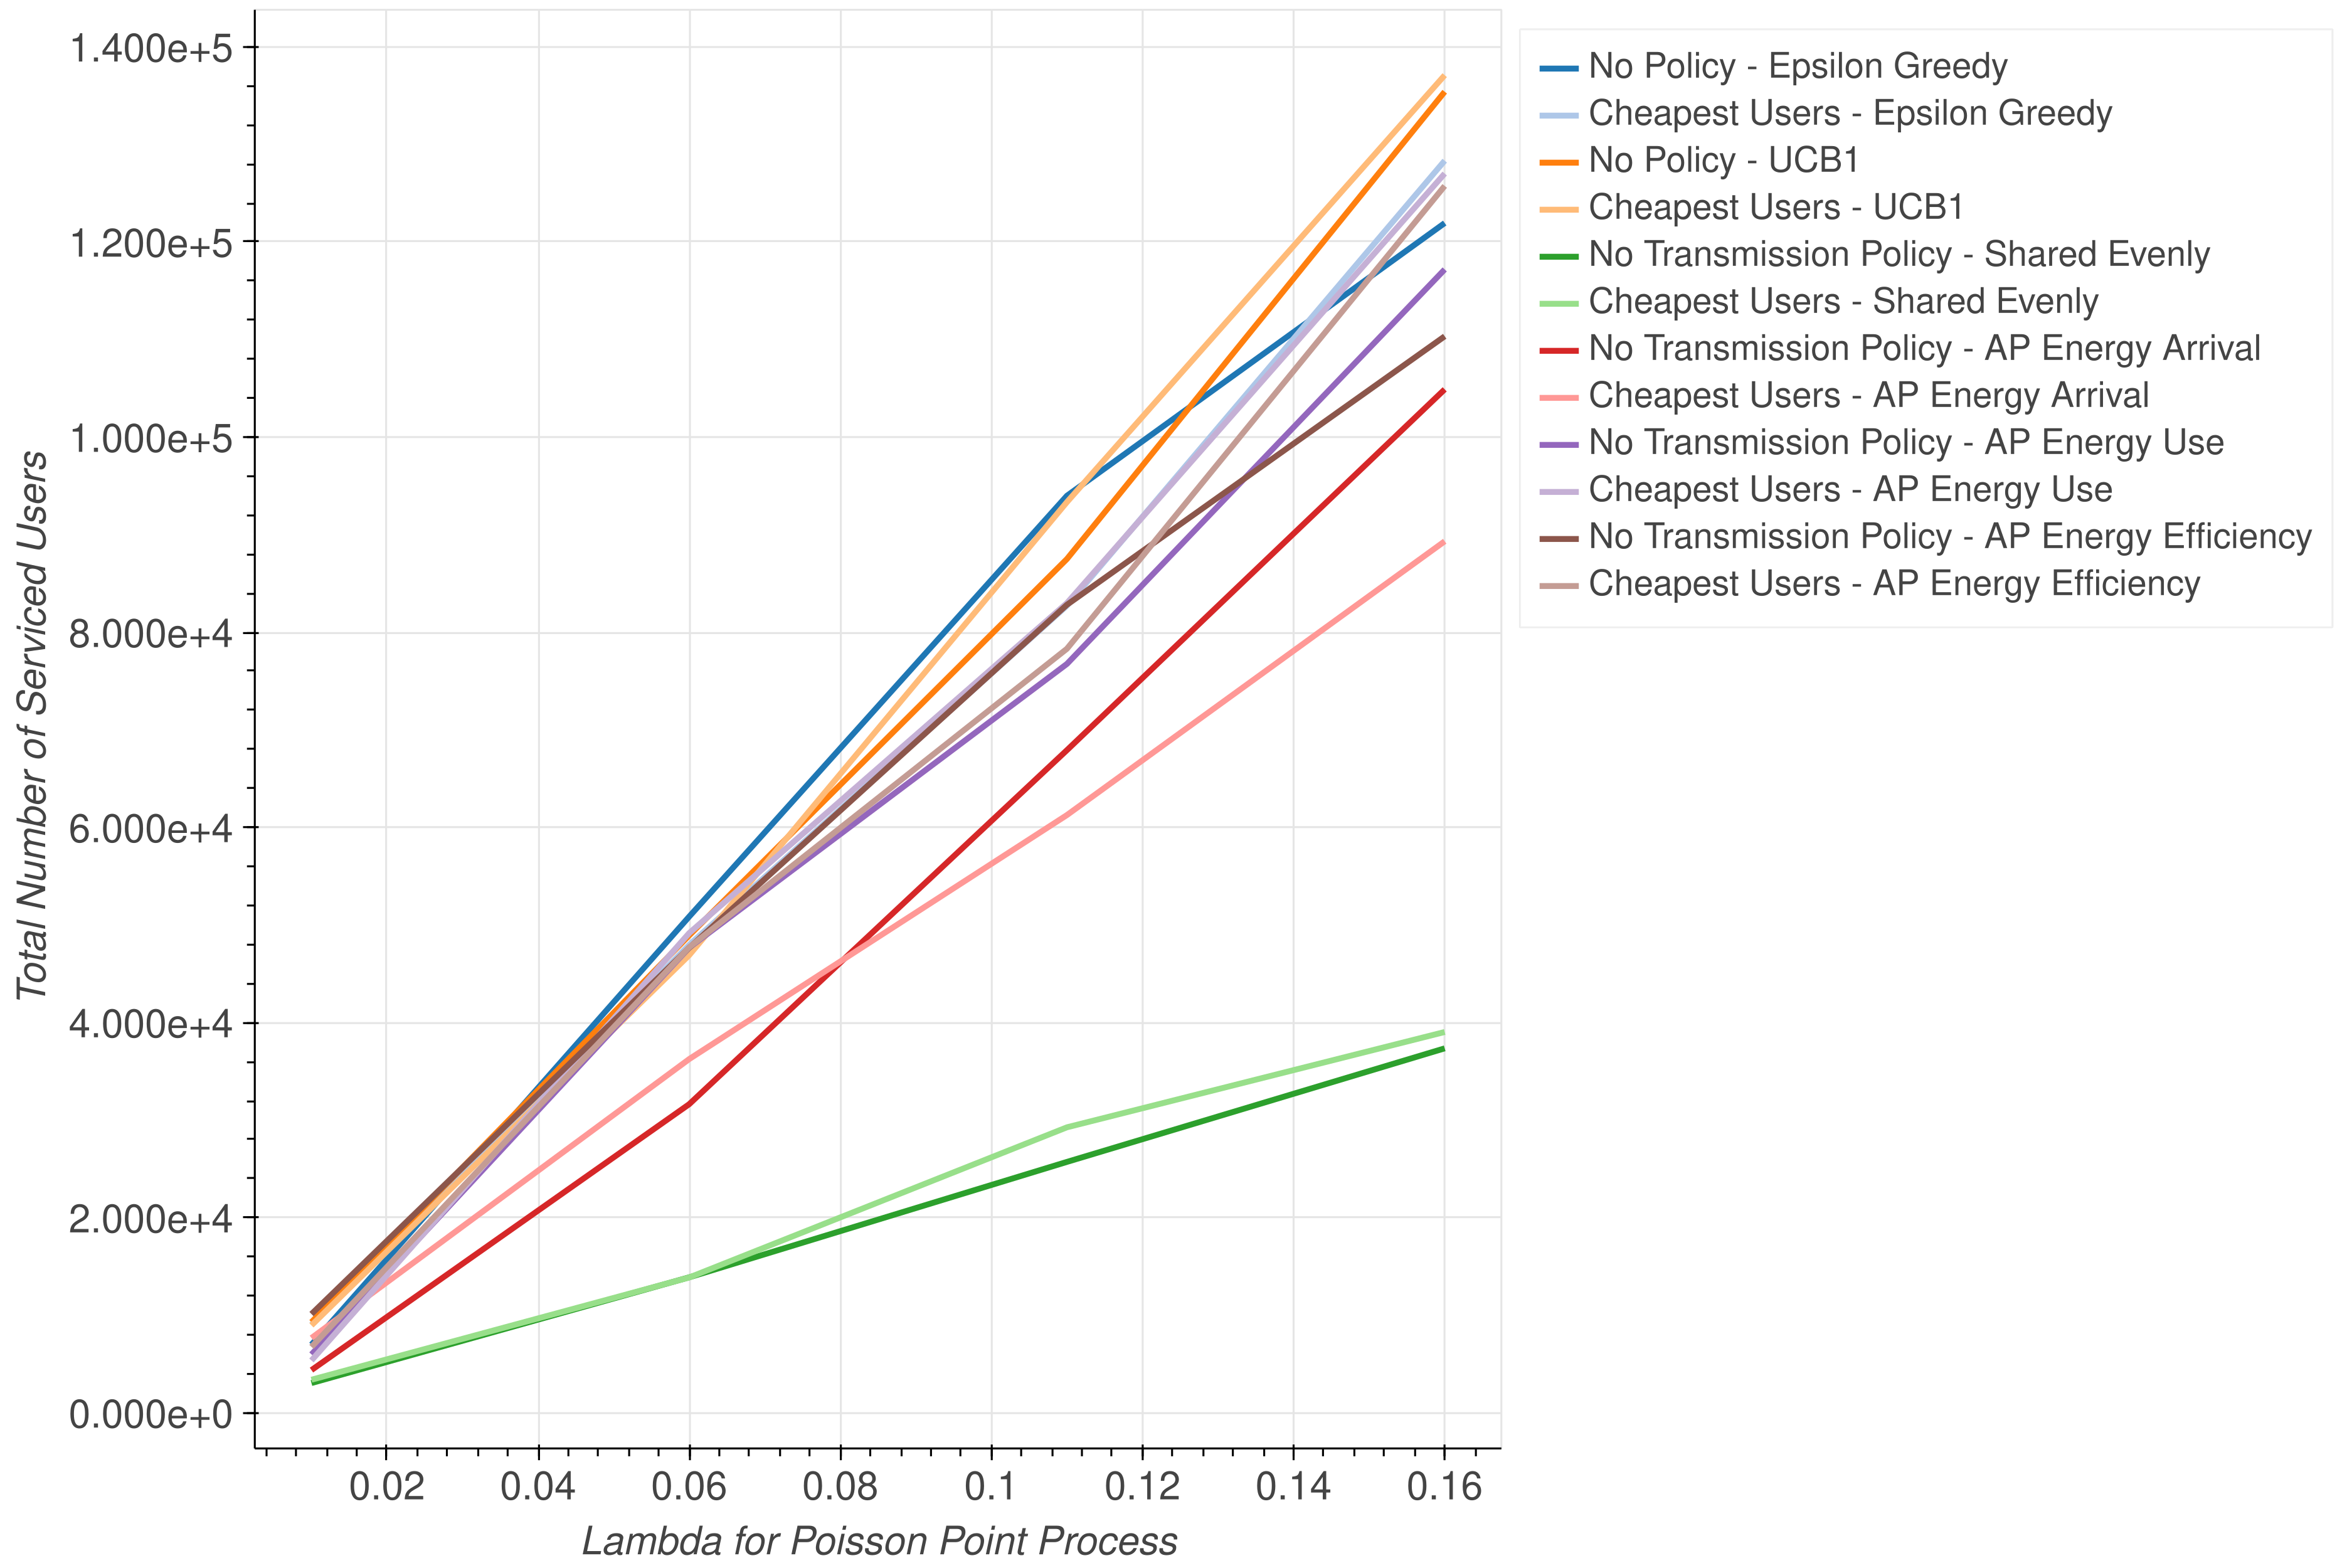 1.400e+5
1.200e+5
1.000e+5
8.000e+4
6.000e+4
4.000e+4
2.000e+4
0.000e+0
Total Number of Serviced Users
0.02
0.04
0.06
0.08
0.1
0.12
0.14
0.16
Lambda for Poisson Point Process
No Policy - Epsilon Greedy
Cheapest Users - Epsilon Greedy
No Policy - UCB1
Cheapest Users - UCB1
No Transmission Policy - Shared Evenly
Cheapest Users - Shared Evenly
No Transmission Policy - AP Energy Arrival
Cheapest Users - AP Energy Arrival
No Transmission Policy - AP Energy Use
Cheapest Users - AP Energy Use
No Transmission Policy - AP Energy Efficiency
Cheapest Users - AP Energy Efficiency